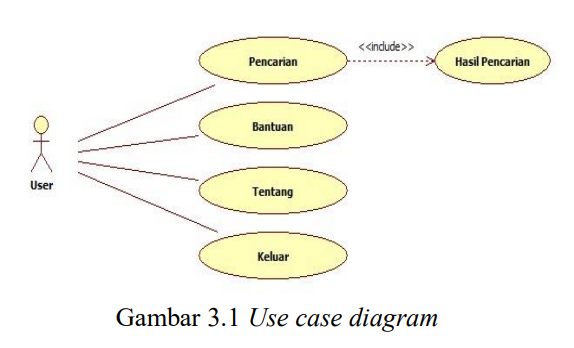 Pencarian
<<include>>
Hasil Pencarian
Bantuan
User
Tentang
Keluar
Gambar 3.1 Use case diagram